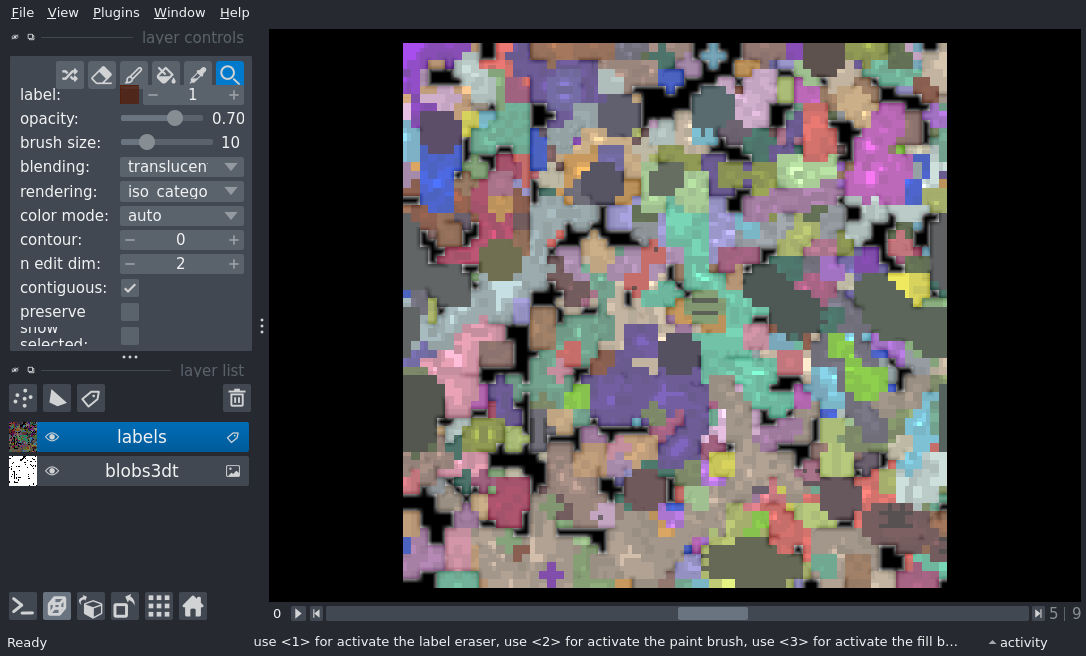 File View Plugins Window Help
layer controls
label: 1
opacity: 0.70
brush size: 10
blending: translucen
rendering: iso_catego
color mode: auto
contour: 0
n edit dim: 2
contiguous:
preserve
show
selected:
layer list
labels
blobs3dt
0 5 | 9
Ready use <1> for activate the label eraser, use <2> for activate the paint brush, use <3> for activate the fill b... activity